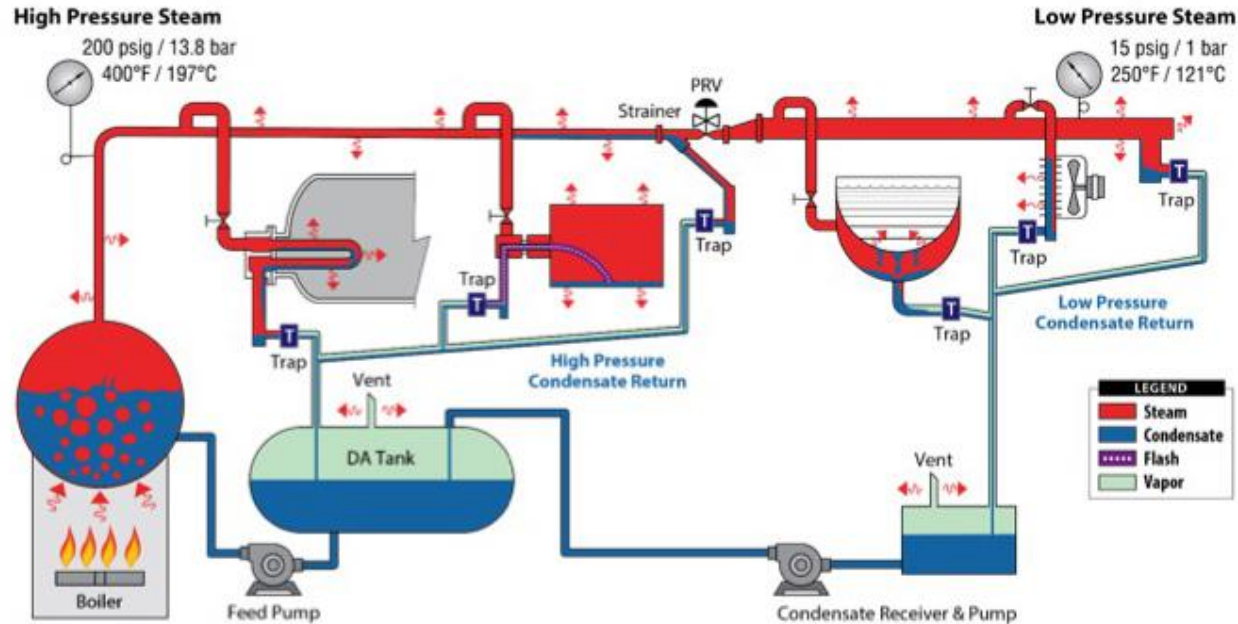 High Pressure Steam
200 psig / 13.8 bar
400°F / 197°C
Low Pressure Steam
15 psig / 1 bar
250°F / 121°C
PRV
Strainer
T
Trap
T
Trap
T
Trap
T
Trap
T
Trap
T
Trap
High Pressure
Condensate Return
Low Pressure
Condensate Return
Vent
DA Tank
Vent
LEGEND
Steam
Condensate
Flash
Vapor
Boiler
Feed Pump
Condensate Receiver & Pump